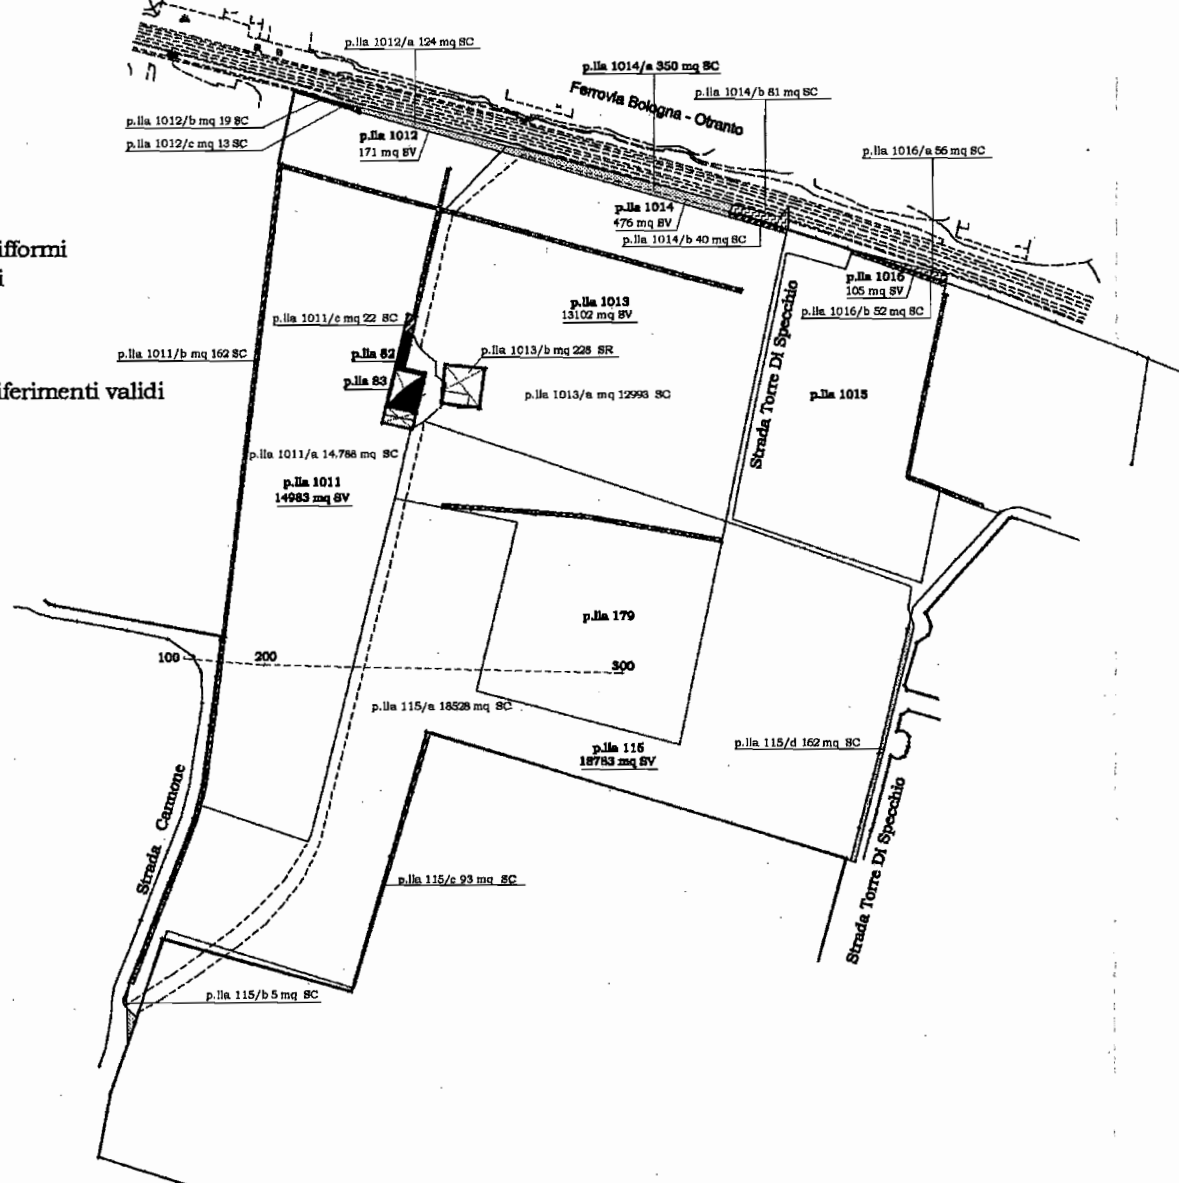 p.lla 1012/a 124 mq SC
p.lla 1014/a 350 mq SC
Ferrovia Bologna - Otranto
p.lla 1014/b 81 mq SC
p.lla 1012/b mq 19 SC
p.lla 1012/c mq 13 SC
p.lla 1012
171 mq SV
p.lla 1016/a 56 mq SC
p.lla 1014
476 mq SV
p.lla 1014/b 40 mq SC
ifformi
i
p.lla 1016
105 mq SV
p.lla 1016/b 52 mq SC
p.lla 1013
13102 mq SV
p.lla 1011/c mq 22 SC
Strada Torre Di Specchio
p.lla 1011/b mq 162 SC
p.lla 82
p.lla 1013/b mq 228 SR
p.lla 83
iferimenti validi
p.lla 1013/a mq 12993 SC
p.lla 1015
p.lla 1011/a 14.788 mq SC
p.lla 1011
14983 mq SV
p.lla 179
100
200
300
p.lla 115/a 18528 mq SC
p.lla 115
18783 mq SV
p.lla 115/d 162 mq SC
Strada Cannone
Strada Torre Di Specchio
p.lla 115/c 93 mq SC
p.lla 115/b 5 mq SC